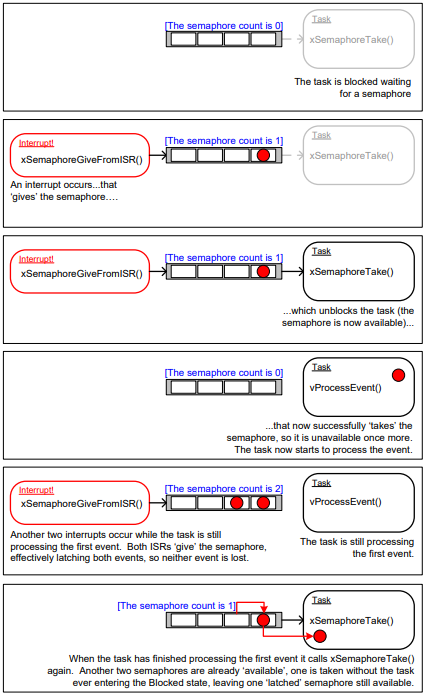 [The semaphore count is 0]
Task
xSemaphoreTake()
The task is blocked waiting
for a semaphore
[The semaphore count is 1]
Interrupt!
xSemaphoreGiveFromISR()
Task
xSemaphoreTake()
An interrupt occurs...that
'gives' the semaphore….
[The semaphore count is 1]
Interrupt!
xSemaphoreGiveFromISR()
Task
xSemaphoreTake()
...which unblocks the task (the
semaphore is now available)...
[The semaphore count is 0]
Task
vProcessEvent()
...that now successfully 'takes' the
semaphore, so it is unavailable once more.
The task now starts to process the event.
[The semaphore count is 2]
Interrupt!
xSemaphoreGiveFromISR()
Task
vProcessEvent()
Another two interrupts occur while the task is still
processing the first event.  Both ISRs 'give' the semaphore,
effectively latching both events, so neither event is lost.
The task is still processing
the first event.
[The semaphore count is 1]
Task
xSemaphoreTake()
When the task has finished processing the first event it calls xSemaphoreTake()
again.  Another two semaphores are already 'available', one is taken without the task
ever entering the Blocked state, leaving one 'latched' semaphore still available.